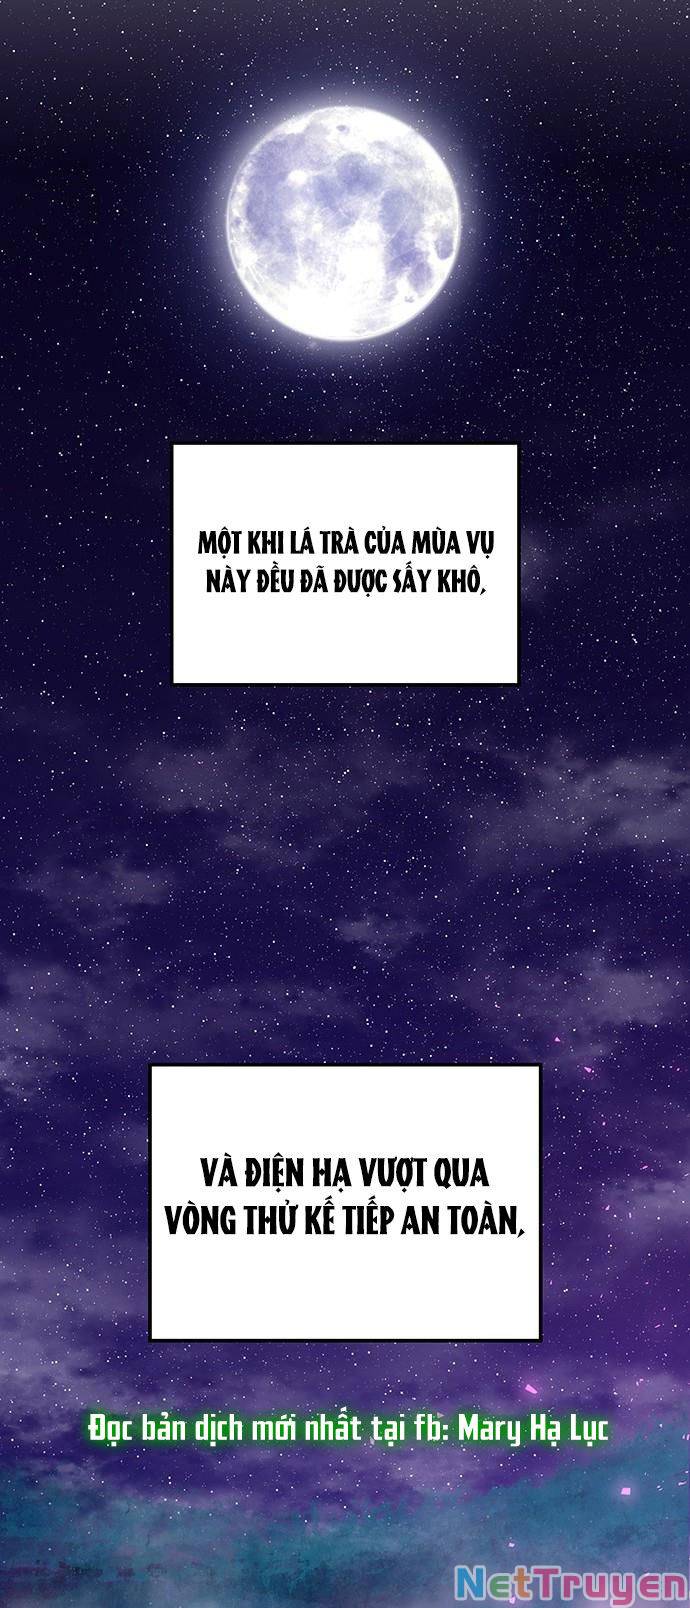 MỘT KHI LÁ TRÀ CỦA MÙA VỤ
NÀY ĐỀU ĐÃ ĐƯỢC SẤY KHÔ,
VÀ ĐIỆN HẠ VƯỢT QUA
VÒNG THỬ KẾ TIẾP AN TOÀN,
Đọc bản dịch mới nhất tại fb: Mary Hạ Lục
NetTruyen